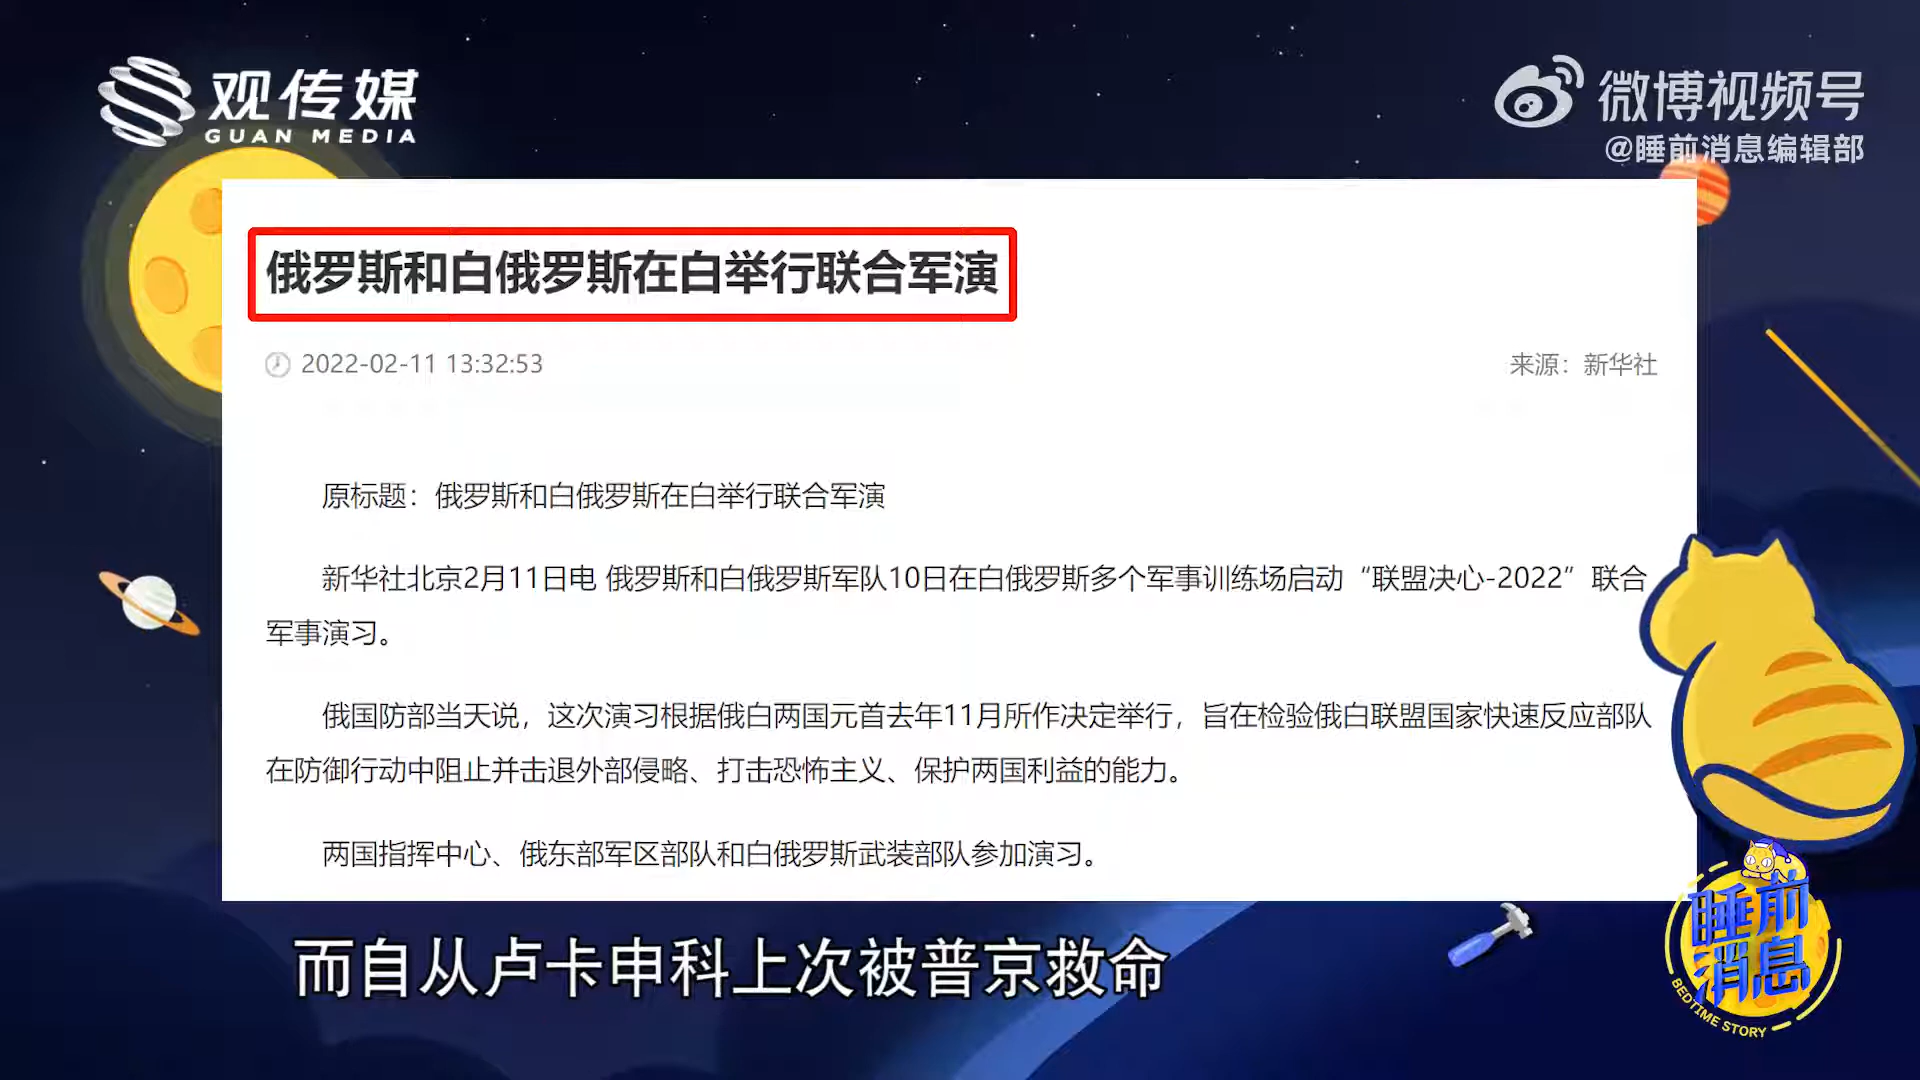 观传媒
GUAN MEDIA
微博视频号
@睡前消息编辑部
俄罗斯和白俄罗斯在白举行联合军演
2022-02-11 13:32:53
来源：新华社
原标题：俄罗斯和白俄罗斯在白举行联合军演
新华社北京2月11日电 俄罗斯和白俄罗斯军队10日在白俄罗斯多个军事训练场启动“联盟决心-2022”联合
军事演习。
俄国防部当天说，这次演习根据俄白两国元首去年11月所作决定举行，旨在检验俄白联盟国家快速反应部队
在防御行动中阻止并击退外部侵略、打击恐怖主义、保护两国利益的能力。
两国指挥中心、俄东部军区部队和白俄罗斯武装部队参加演习。
而自从卢卡申科上次被普京救命
睡前
消息
BEDTIME STORY